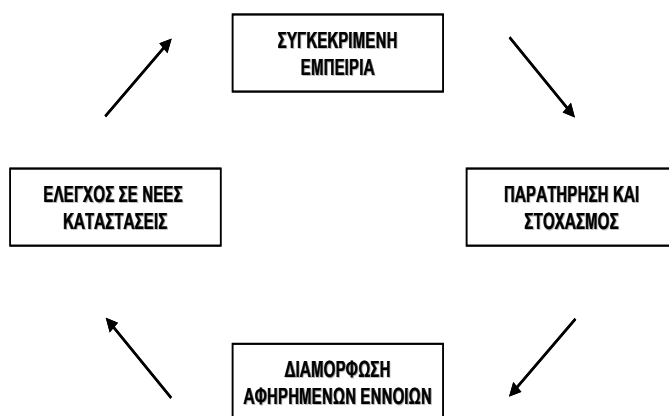 ΣΥΓΚΕΚΡΙΜΕΝΗ
ΕΜΠΕΙΡΙΑ
ΕΛΕΓΧΟΣ ΣΕ ΝΕΕΣ
ΚΑΤΑΣΤΑΣΕΙΣ
ΠΑΡΑΤΗΡΗΣΗ ΚΑΙ
ΣΤΟΧΑΣΜΟΣ
ΔΙΑΜΟΡΦΩΣΗ
ΑΦΗΡΗΜΕΝΩΝ ΕΝΝΟΙΩΝ